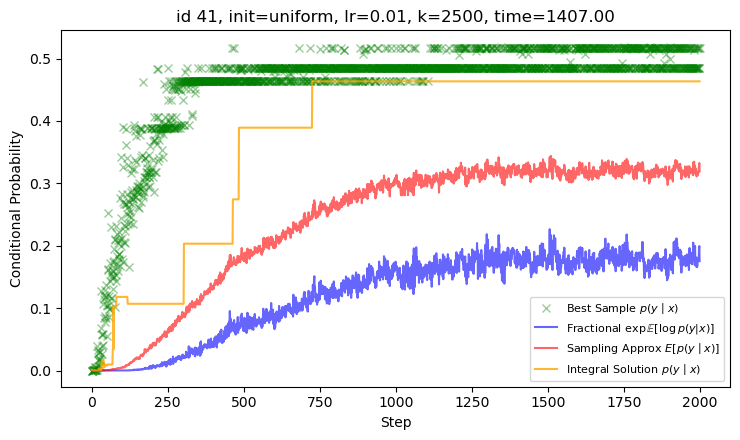 id 41, init=uniform, lr=0.01, k=2500, time=1407.00
Conditional Probability
0.5
0.4
0.3
0.2
0.1
0.0
0 250 500 750 1000 1250 1500 1750 2000
Step
Best Sample p(y | x)
Fractional exp 𝔼[log p(y|x)]
Sampling Approx E[p(y | x)]
Integral Solution p(y | x)